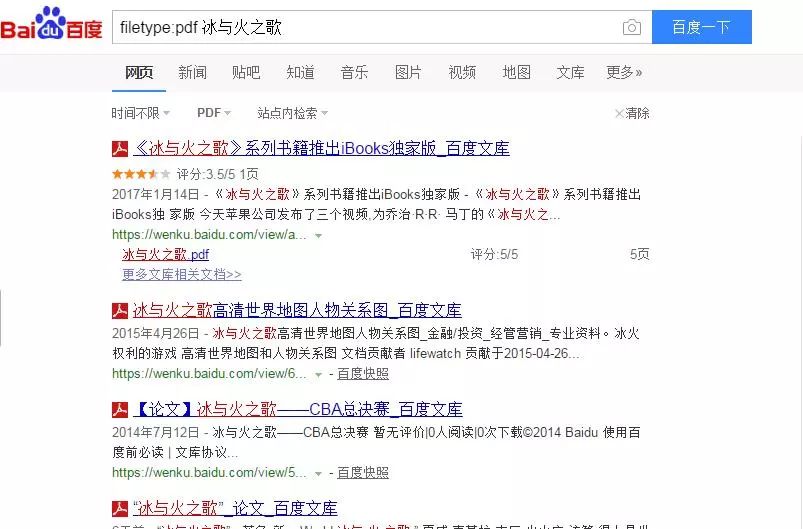 Bai du 百度
filetype:pdf 冰与火之歌
百度一下
网页 新闻 贴吧 知道 音乐 图片 视频 地图 文库 更多»
时间不限 PDF 站点内检索 ×清除
《冰与火之歌》系列书籍推出iBooks独家版_百度文库
评分:3.5/5 1页
2017年1月14日 - 《冰与火之歌》系列书籍推出iBooks独家版 - 《冰与火之歌》系列书籍推出
iBooks独 家版 今天苹果公司发布了三个视频,为乔治·R·R· 马丁的《冰与火之...
https://wenku.baidu.com/view/a...
冰与火之歌.pdf 评分:5/5 5页
更多文库相关文档>>
冰与火之歌高清世界地图人物关系图_百度文库
2015年4月26日 - 冰与火之歌高清世界地图人物关系图_金融/投资_经管营销_专业资料。冰火
权利的游戏 高清世界地图和人物关系图 文档贡献者 lifewatch 贡献于2015-04-26...
https://wenku.baidu.com/view/6... - 百度快照
【论文】冰与火之歌——CBA总决赛_百度文库
2014年7月12日 - 冰与火之歌——CBA总决赛 暂无评价|0人阅读|0次下载©2014 Baidu 使用百
度前必读 | 文库协议...
https://wenku.baidu.com/view/5... - 百度快照
“冰与火之歌”_论文_百度文库